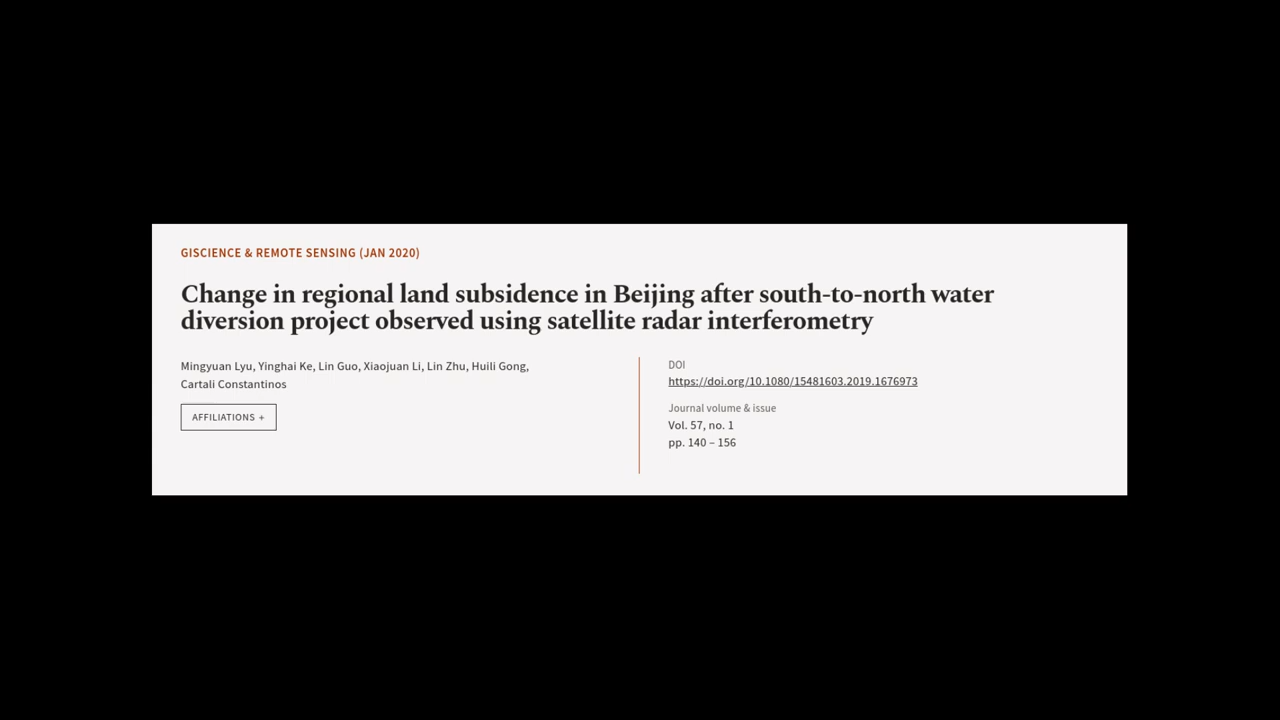 GISCIENCE & REMOTE SENSING (JAN 2020)
Change in regional land subsidence in Beijing after south-to-north water
diversion project observed using satellite radar interferometry
Mingyuan Lyu, Yinghai Ke, Lin Guo, Xiaojuan Li, Lin Zhu, Huili Gong,
Cartali Constantinos
AFFILIATIONS +
DOI
https://doi.org/10.1080/15481603.2019.1676973
Journal volume & issue
Vol. 57, no. 1
pp. 140 – 156